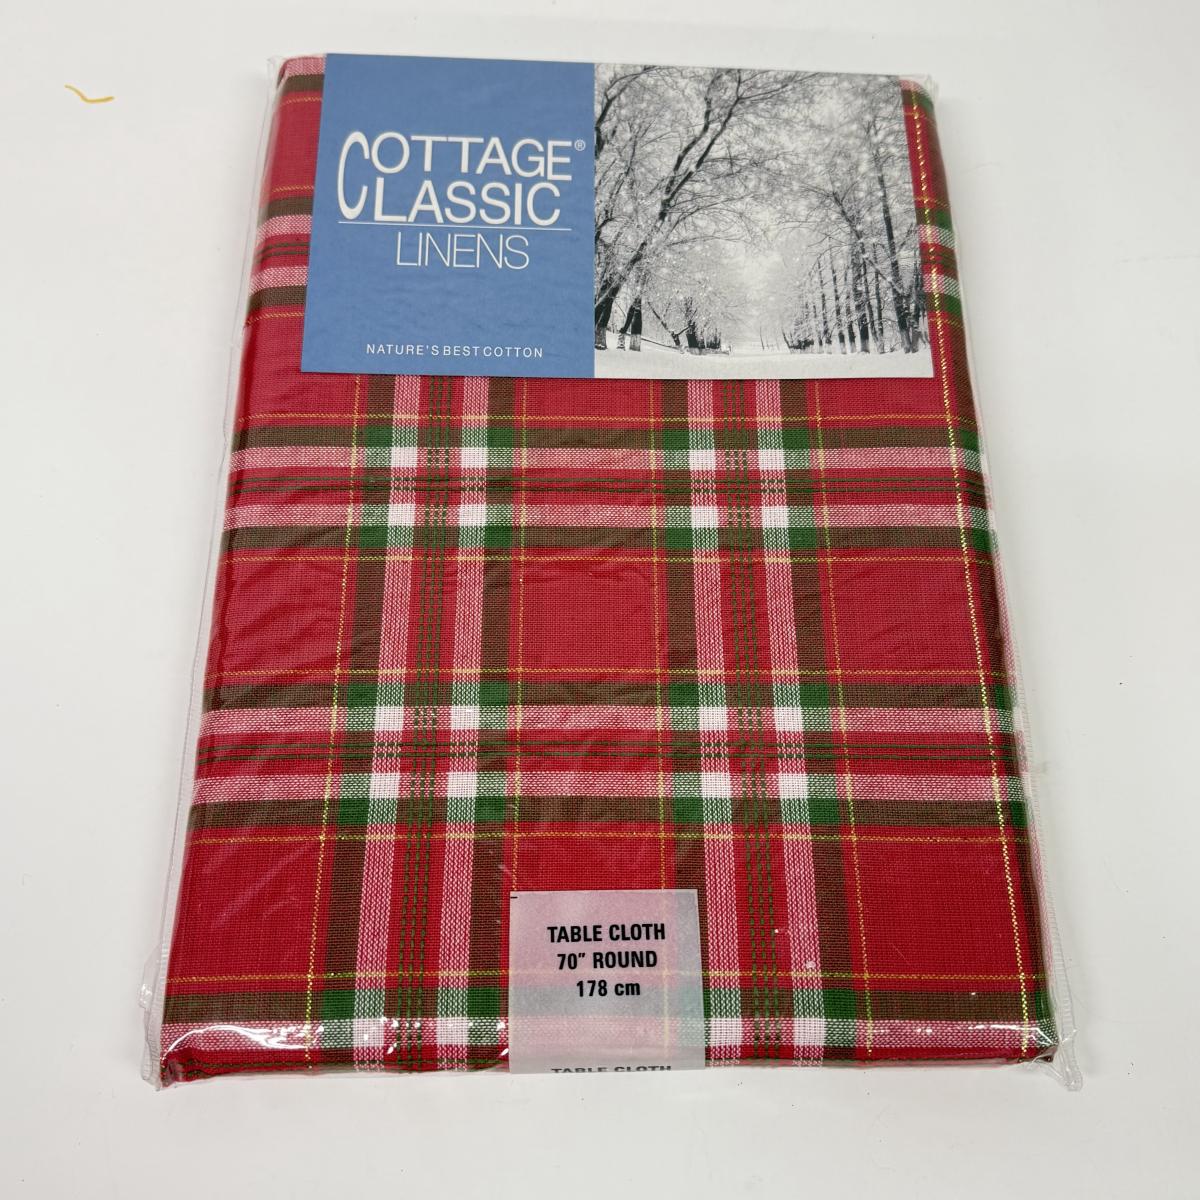 COTTAGE®
CLASSIC
LINENS
NATURE'S BEST COTTON
TABLE CLOTH
70" ROUND
178 cm
TABLE CLOTH